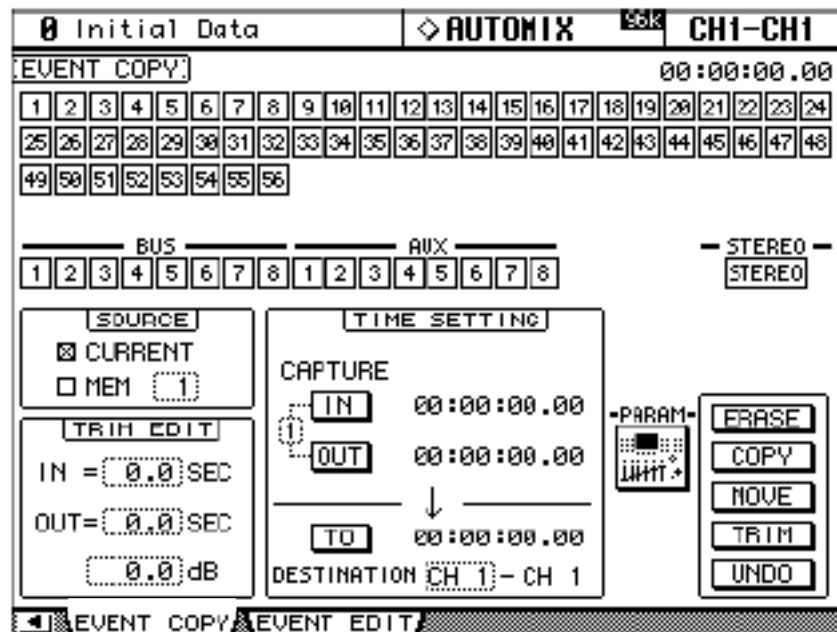 0 Initial Data ◇ AUTOMIX 96k CH1-CH1
EVENT COPY 00:00:00.00
1 2 3 4 5 6 7 8 9 10 11 12 13 14 15 16 17 18 19 20 21 22 23 24
25 26 27 28 29 30 31 32 33 34 35 36 37 38 39 40 41 42 43 44 45 46 47 48
49 50 51 52 53 54 55 56
BUS AUX STEREO
1 2 3 4 5 6 7 8 1 2 3 4 5 6 7 8 STEREO
SOURCE
CURRENT
MEM 1
TRIM EDIT
IN = 0.0 SEC
OUT= 0.0 SEC
0.0 dB
TIME SETTING
CAPTURE
IN 00:00:00.00
1
OUT 00:00:00.00
TO 00:00:00.00
DESTINATION CH 1 - CH 1
PARAM
ERASE
COPY
MOVE
TRIM
UNDO
EVENT COPY EVENT EDIT